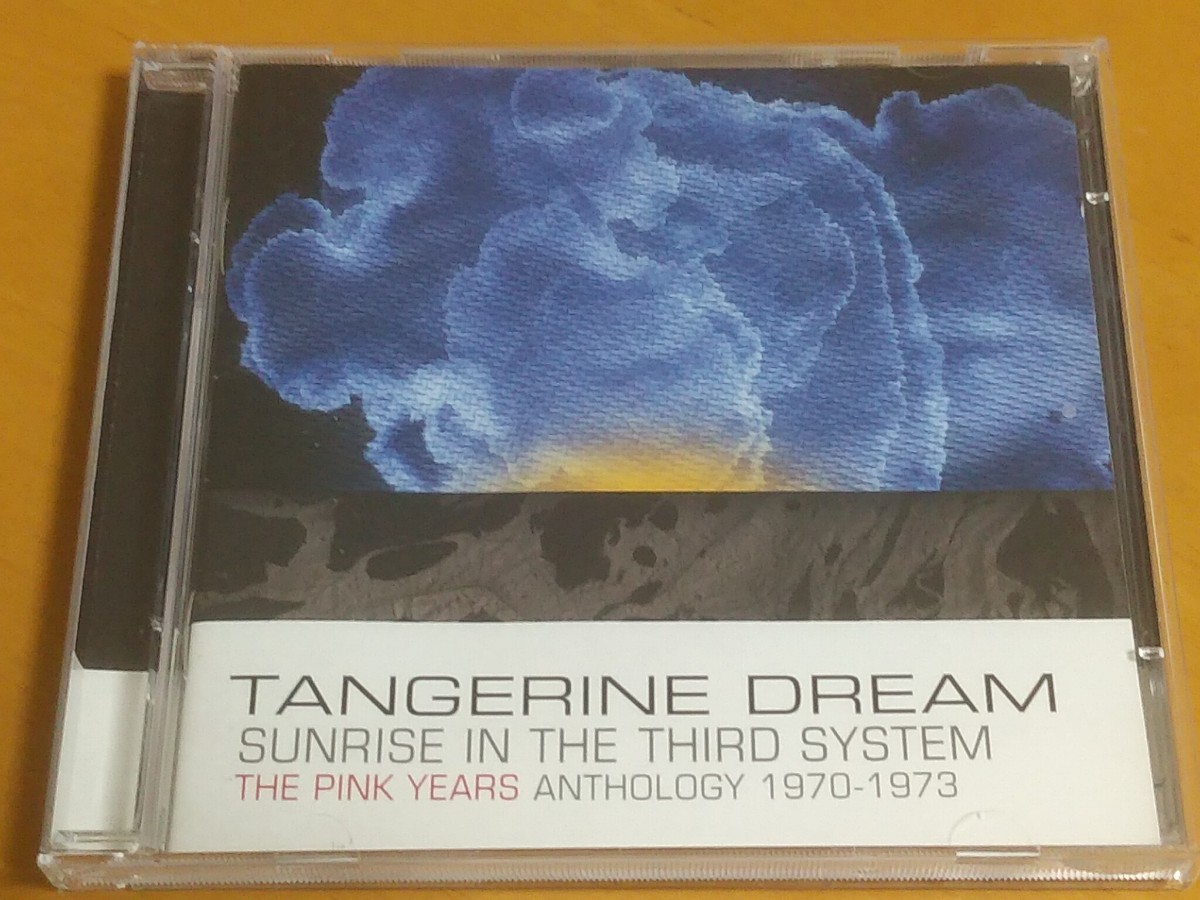 TANGERINE DREAM
SUNRISE IN THE THIRD SYSTEM
THE PINK YEARS ANTHOLOGY 1970-1973